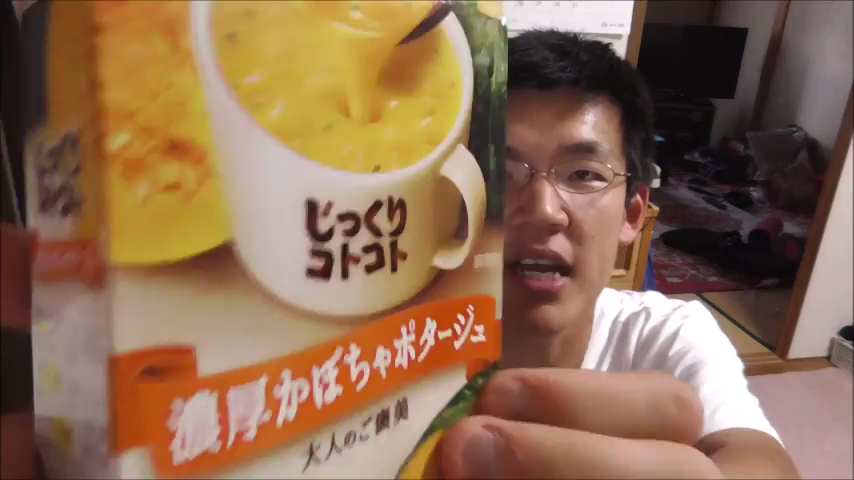 じっくり
コトコト
濃厚かぼちゃポタージュ
大人のご褒美